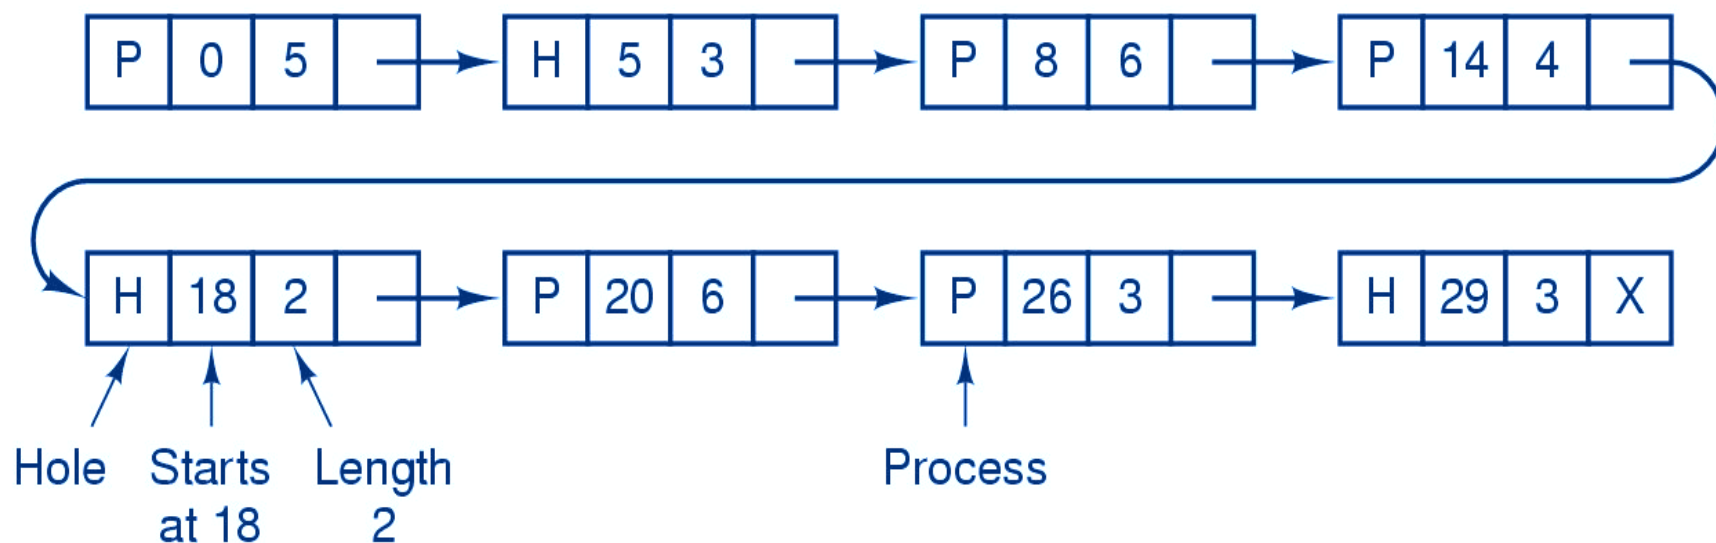 P 0 5 H 5 3 P 8 6 P 14 4
H 18 2 P 20 6 P 26 3 H 29 3 X
Hole Starts Length Process
at 18 2